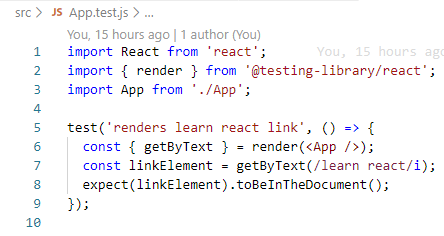 src > JS App.test.js > ...
You, 15 hours ago | 1 author (You)
1 import React from 'react'; You, 15 hours ago
2 import { render } from '@testing-library/react';
3 import App from './App';
4
5 test('renders learn react link', () => {
6 const { getByText } = render(<App />);
7 const linkElement = getByText(/learn react/i);
8 expect(linkElement).toBeInTheDocument();
9 });
10